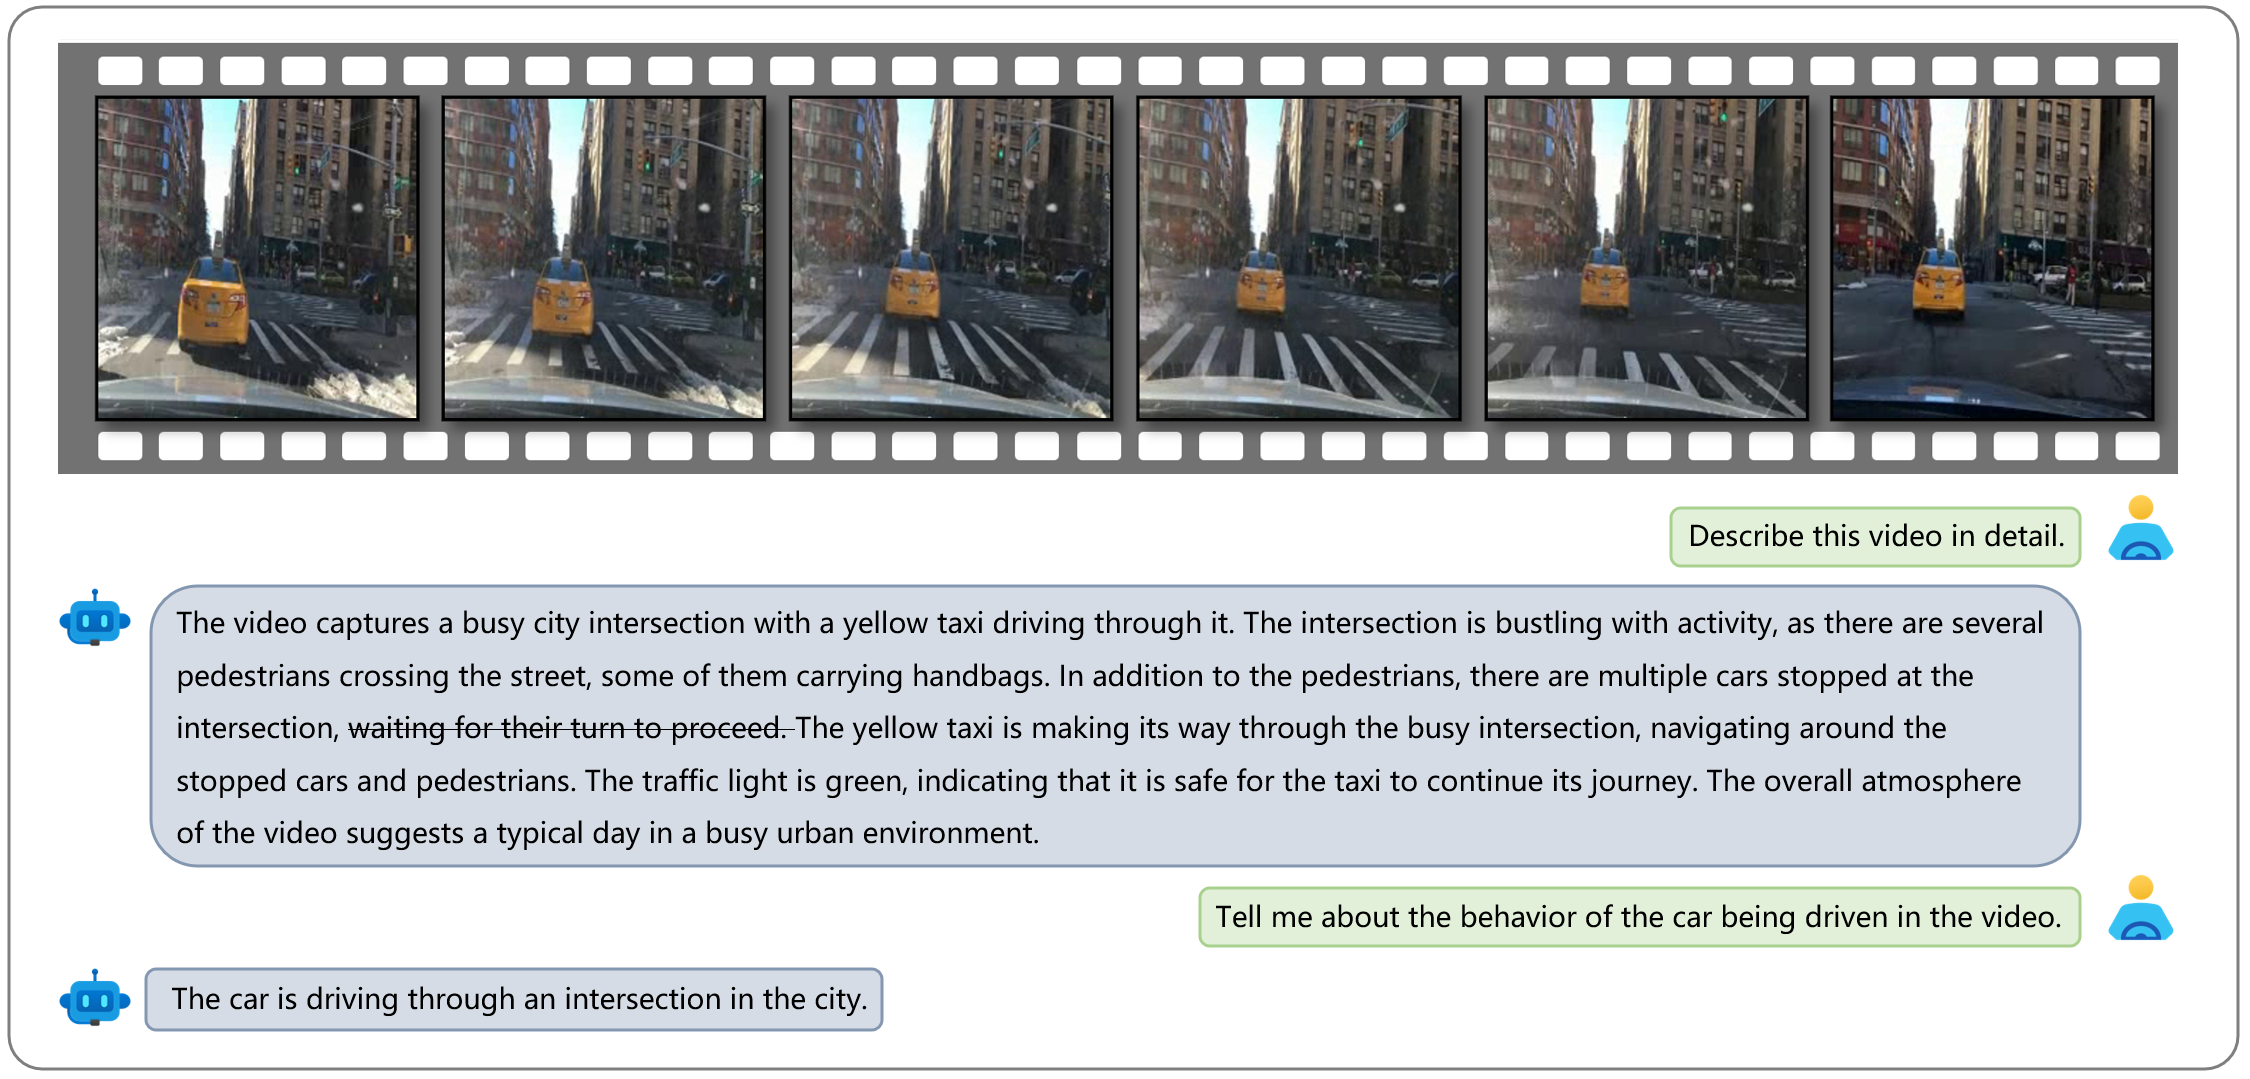 Describe this video in detail.
The video captures a busy city intersection with a yellow taxi driving through it. The intersection is bustling with activity, as there are several
pedestrians crossing the street, some of them carrying handbags. In addition to the pedestrians, there are multiple cars stopped at the
intersection, waiting for their turn to proceed. The yellow taxi is making its way through the busy intersection, navigating around the
stopped cars and pedestrians. The traffic light is green, indicating that it is safe for the taxi to continue its journey. The overall atmosphere
of the video suggests a typical day in a busy urban environment.
Tell me about the behavior of the car being driven in the video.
The car is driving through an intersection in the city.